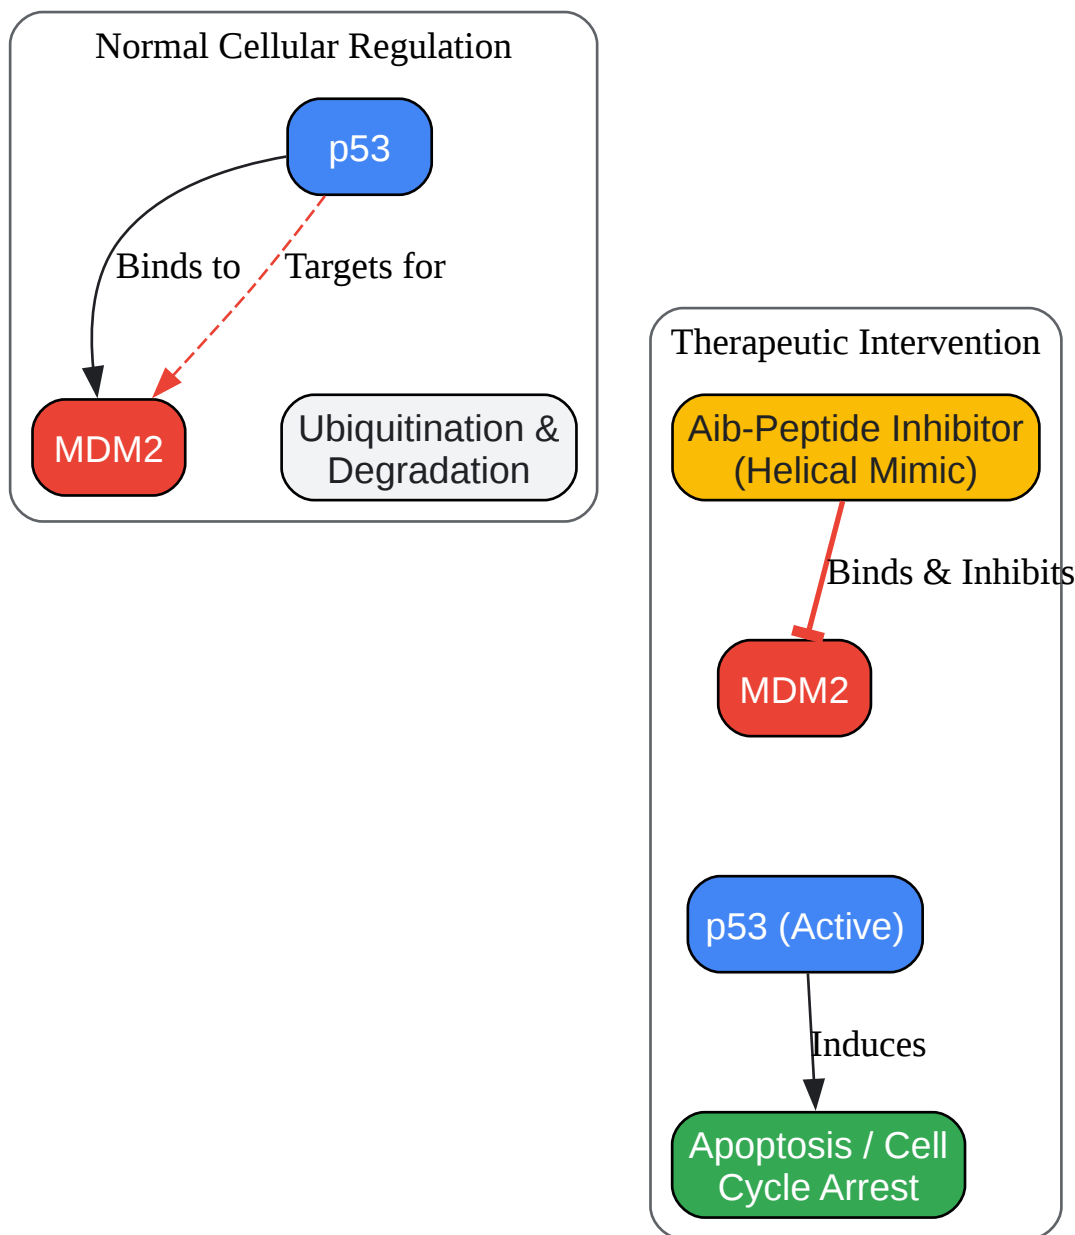 Normal Cellular Regulation
p53
Binds to
Targets for
MDM2
Ubiquitination &
Degradation
Therapeutic Intervention
Aib-Peptide Inhibitor
(Helical Mimic)
Binds & Inhibits
MDM2
p53 (Active)
Induces
Apoptosis / Cell
Cycle Arrest